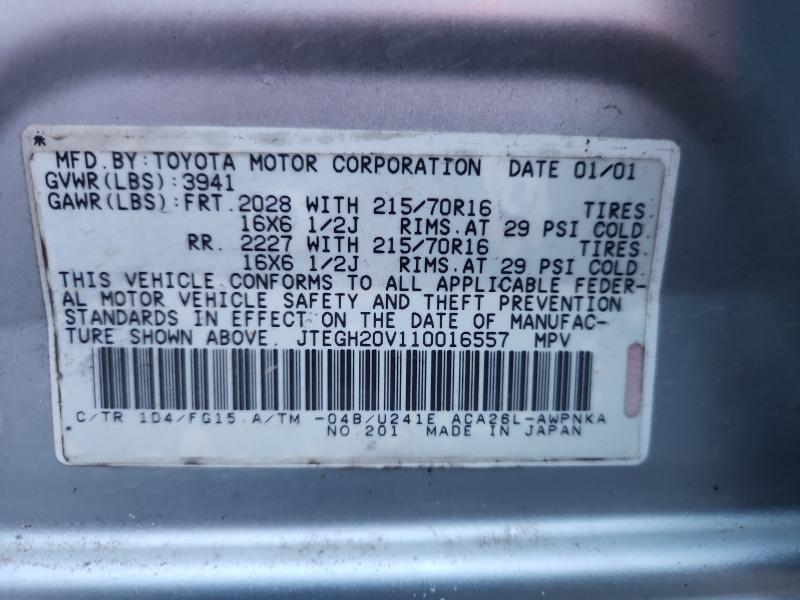 MFD.BY:TOYOTA MOTOR CORPORATION DATE 01/01
GVWR(LBS):3941
GAWR(LBS):FRT.2028 WITH 215/70R16 TIRES.
16X6 1/2J RIMS.AT 29 PSI COLD.
RR. 2227 WITH 215/70R16 TIRES.
16X6 1/2J RIMS.AT 29 PSI COLD.
THIS VEHICLE CONFORMS TO ALL APPLICABLE FEDER-
AL MOTOR VEHICLE SAFETY AND THEFT PREVENTION
STANDARDS IN EFFECT ON THE DATE OF MANUFAC-
TURE SHOWN ABOVE. JTEGH20V110016557 MPV
C/TR 1D4/FG15 A/TM -04B/U241E ACA26L-AWPNKA
NO.201 MADE IN JAPAN